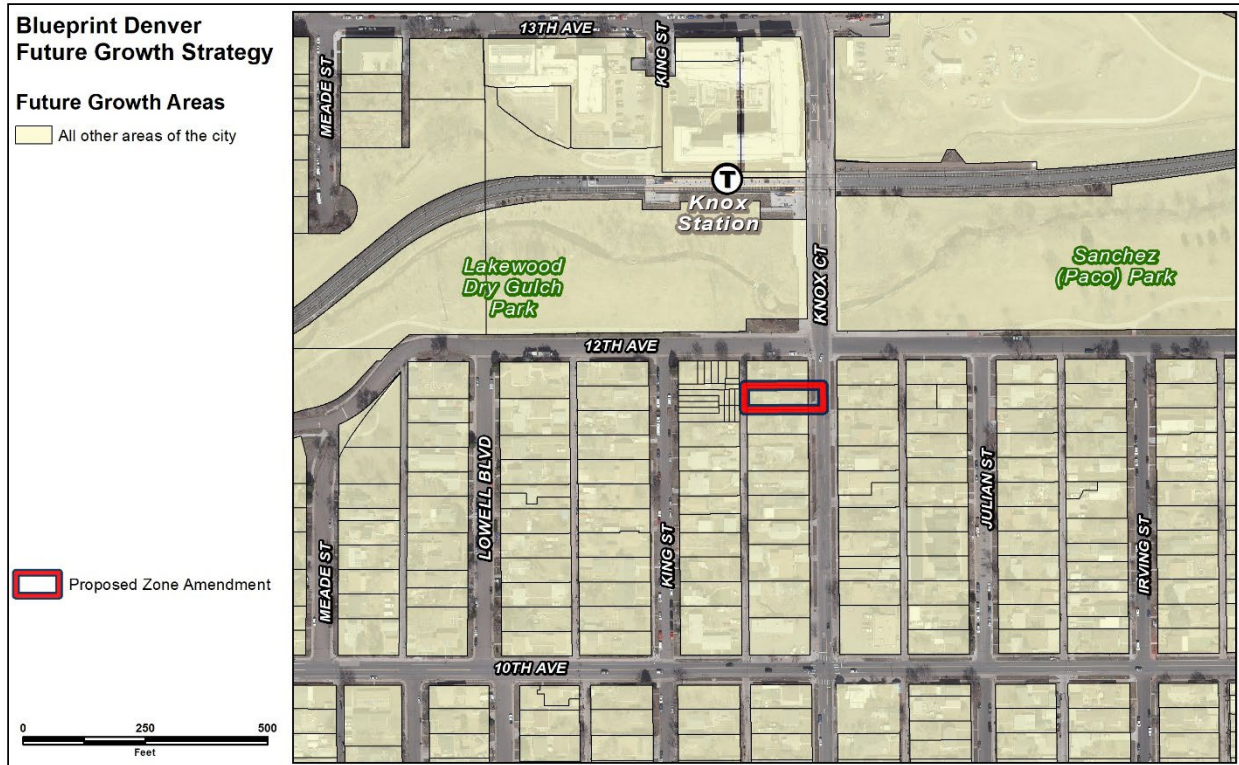 Blueprint Denver
Future Growth Strategy
Future Growth Areas
All other areas of the city
Proposed Zone Amendment
0 250 500
Feet
13TH AVE
KING ST
MEADE ST
T
Knox
Station
KNOX CT
Lakewood
Dry Gulch
Park
Sanchez
(Paco) Park
12TH AVE
LOWELL BLVD
KING ST
JULIAN ST
IRVING ST
MEADE ST
10TH AVE